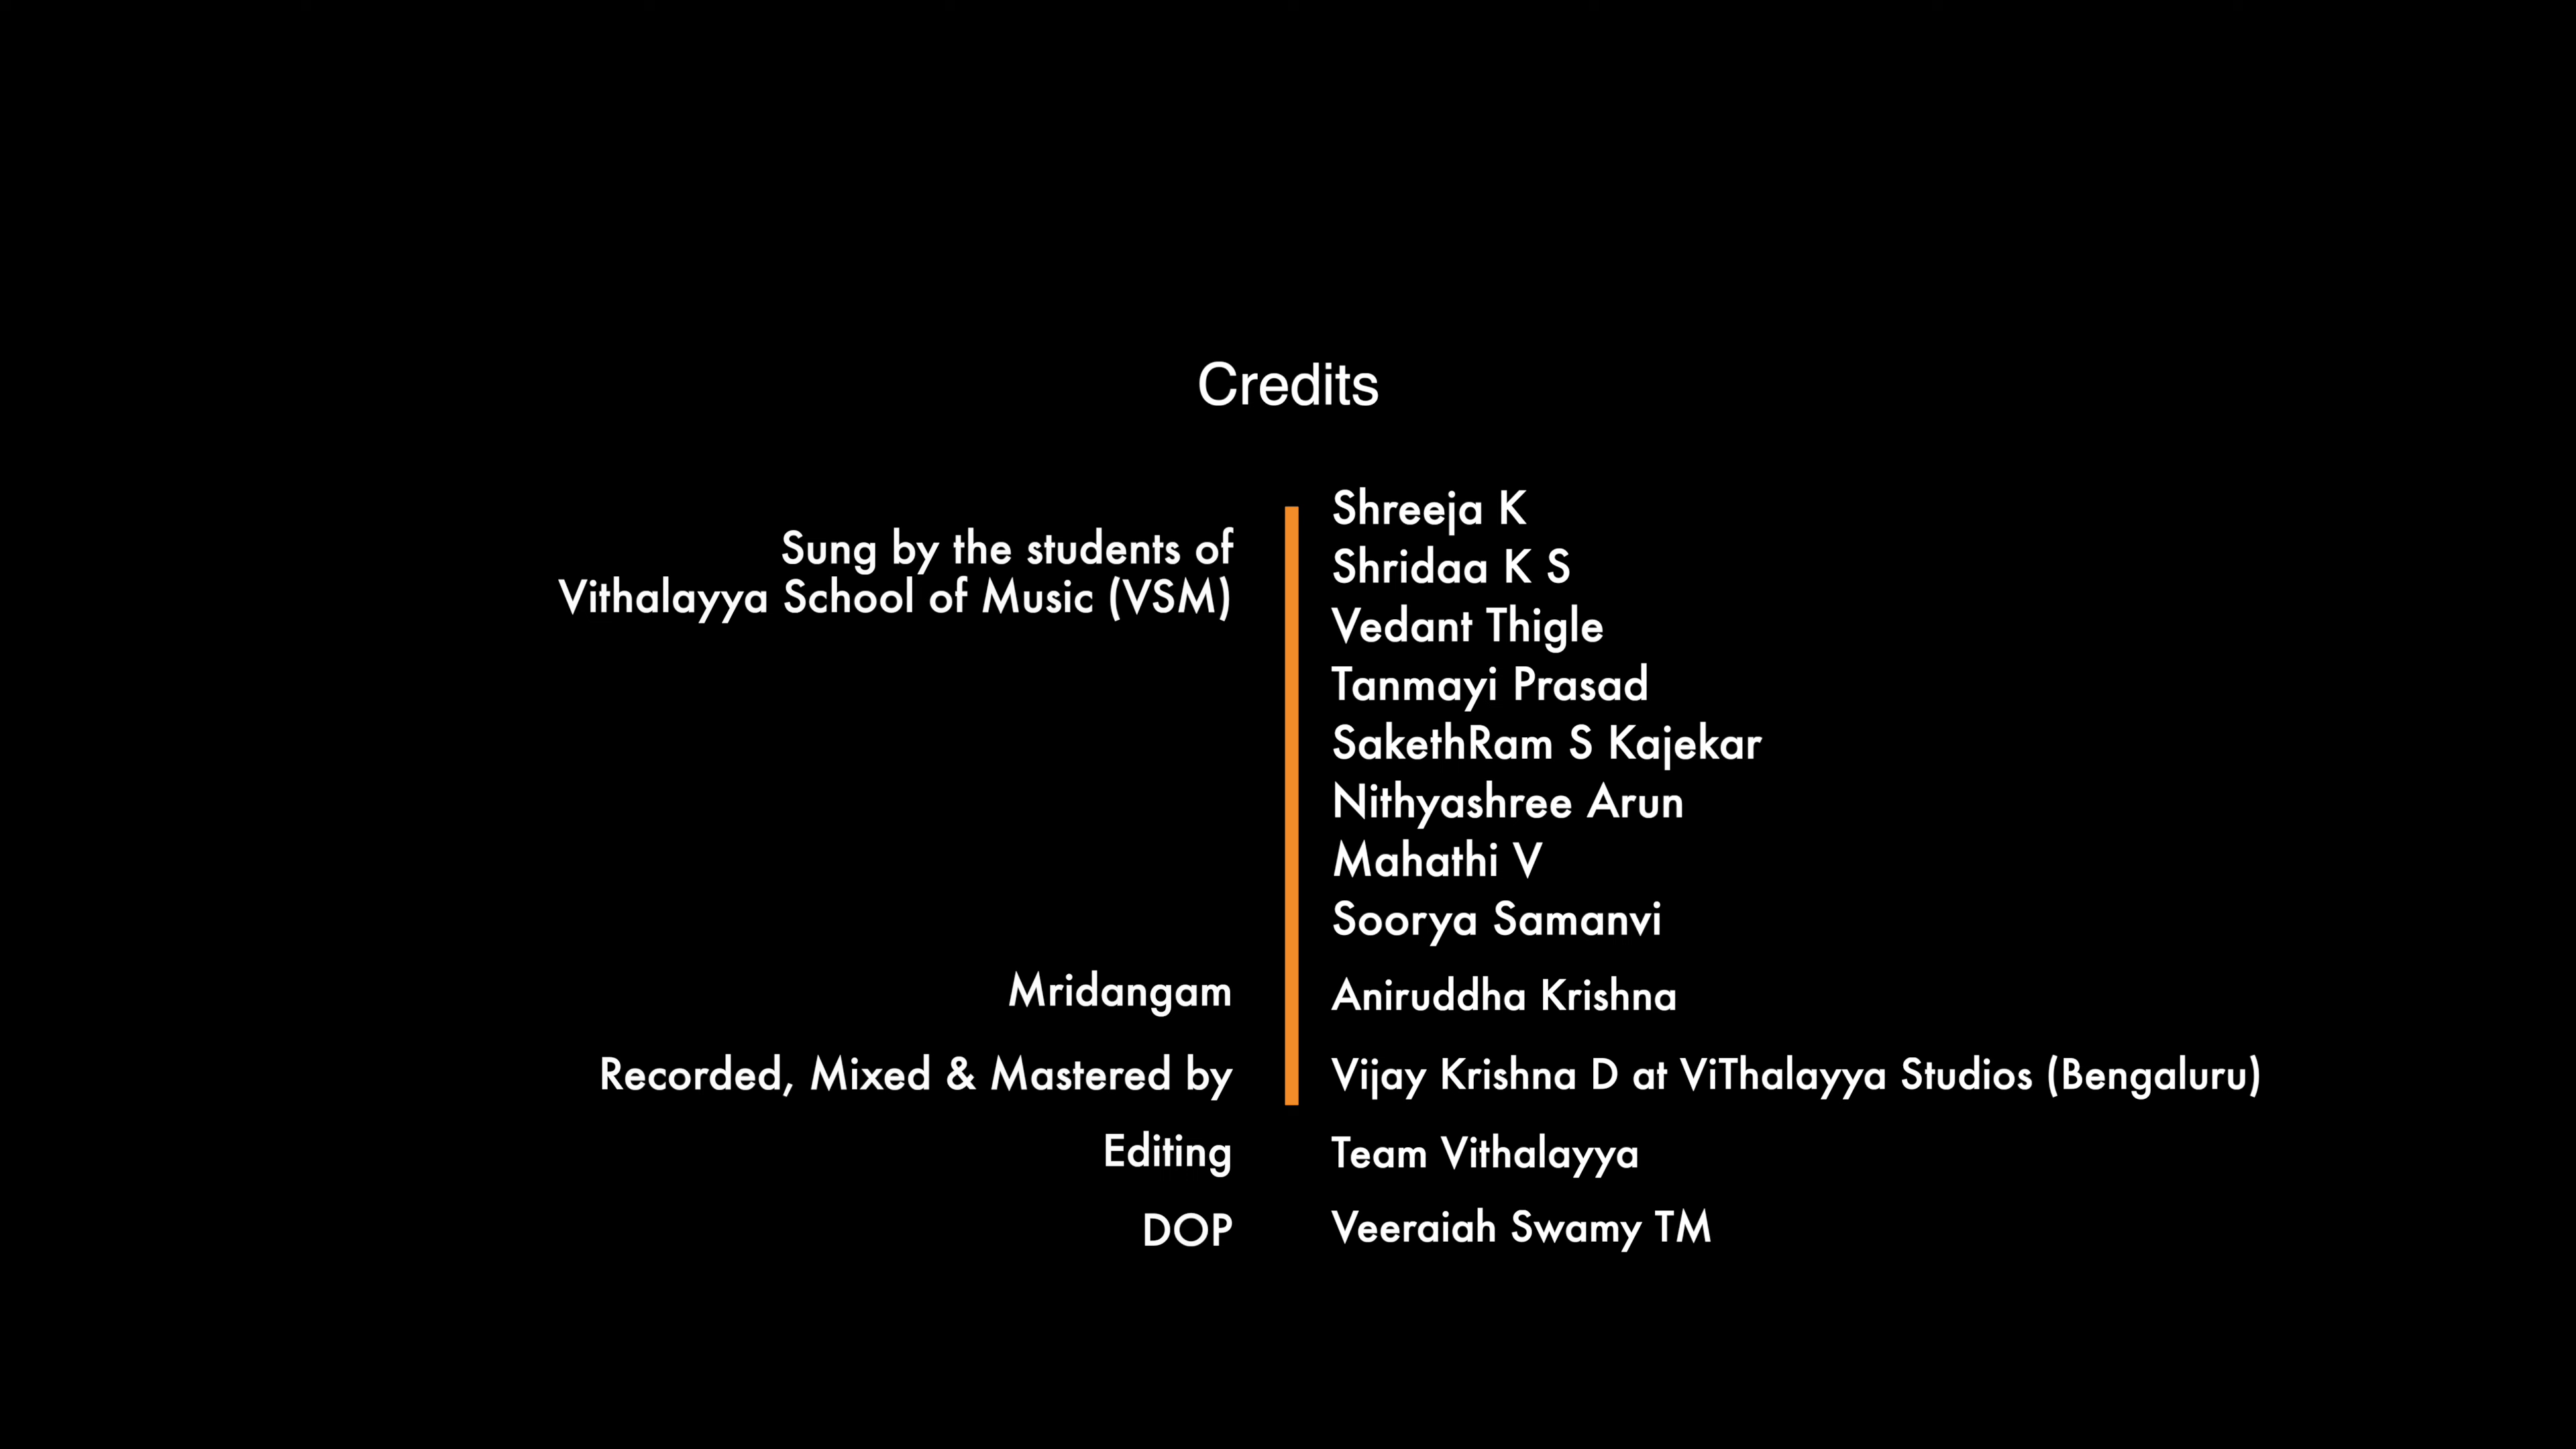 Credits
Sung by the students of
Vithalayya School of Music (VSM)
Shreeja K
Shridaa K S
Vedant Thigle
Tanmayi Prasad
SakethRam S Kajekar
Nithyashree Arun
Mahathi V
Soorya Samanvi
Mridangam Aniruddha Krishna
Recorded, Mixed & Mastered by Vijay Krishna D at ViThalayya Studios (Bengaluru)
Editing Team Vithalayya
DOP Veeraiah Swamy TM